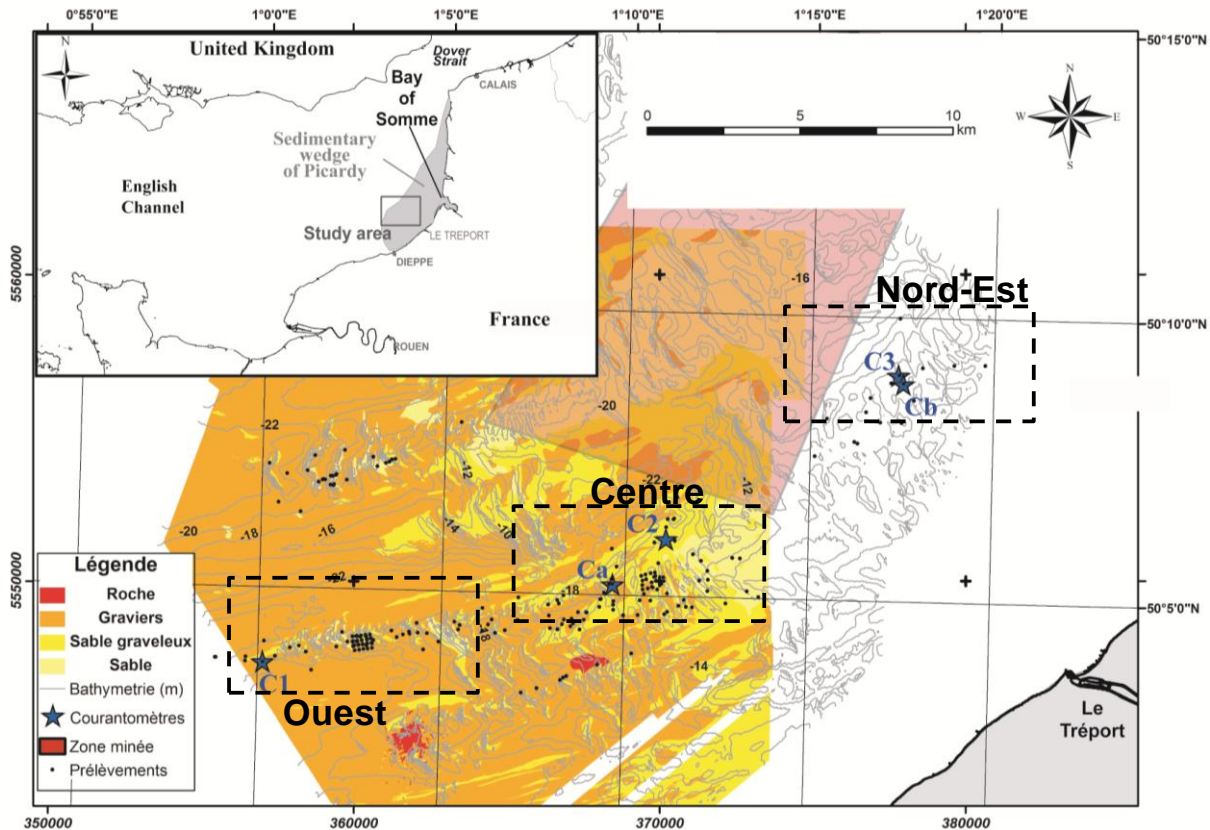 0°55'0"E
1°0'0"E
1°5'0"E
1°10'0"E
1°15'0"E
1°20'0"E
50°15'0"N
50°10'0"N
50°5'0"N
5560000
5550000
350000
360000
370000
380000
N
United Kingdom
Dover
Strait
CALAIS
Bay
of
Somme
Sedimentary
wedge
of Picardy
English
Channel
Study area
LE TREPORT
DIEPPE
France
ROUEN
0
5
10
km
N
W
E
S
-16
Nord-Est
C3
Cb
-20
-22
-12
-22
-12
Centre
C2
-14
-10
-20
-18
-16
Ca
-18
-22
-18
C1
Ouest
-14
Le
Tréport
Légende
Roche
Graviers
Sable graveleux
Sable
Bathymetrie (m)
Courantomètres
Zone minée
Prélèvements